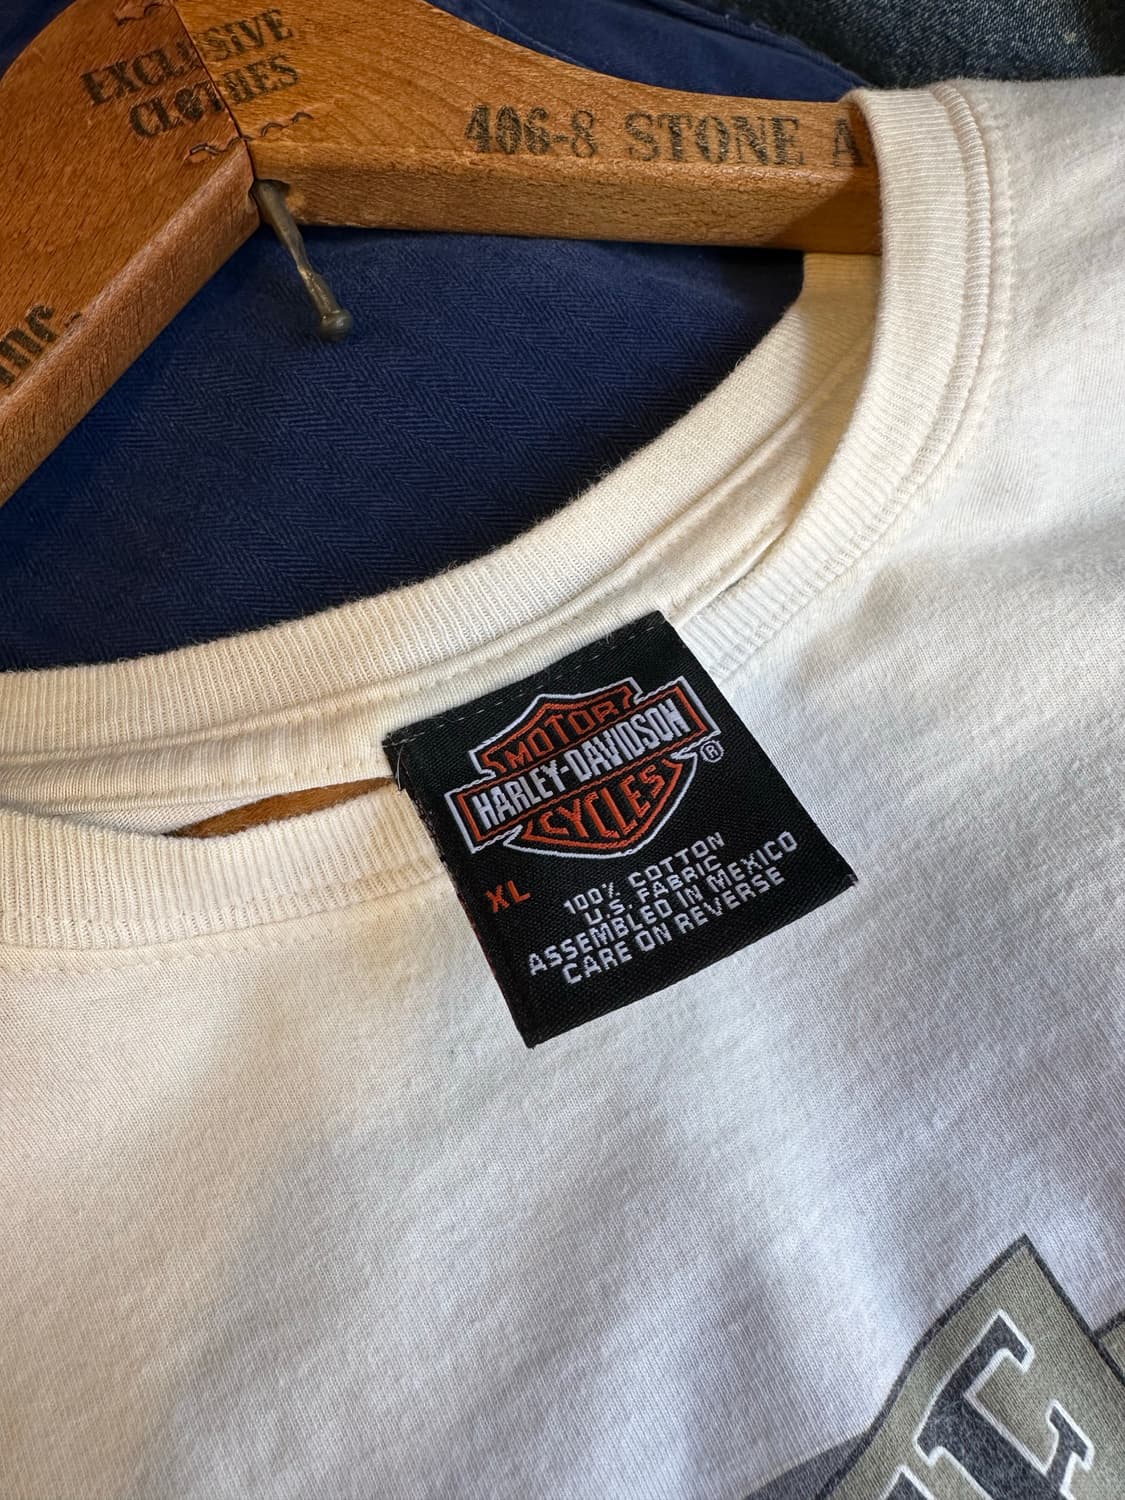 EXCLUSIVE
CLOTHES
406-8 STONE A
INC.
MOTOR
HARLEY-DAVIDSON
®
CYCLES
XL
100% COTTON
U.S. FABRIC
ASSEMBLED IN MEXICO
CARE ON REVERSE